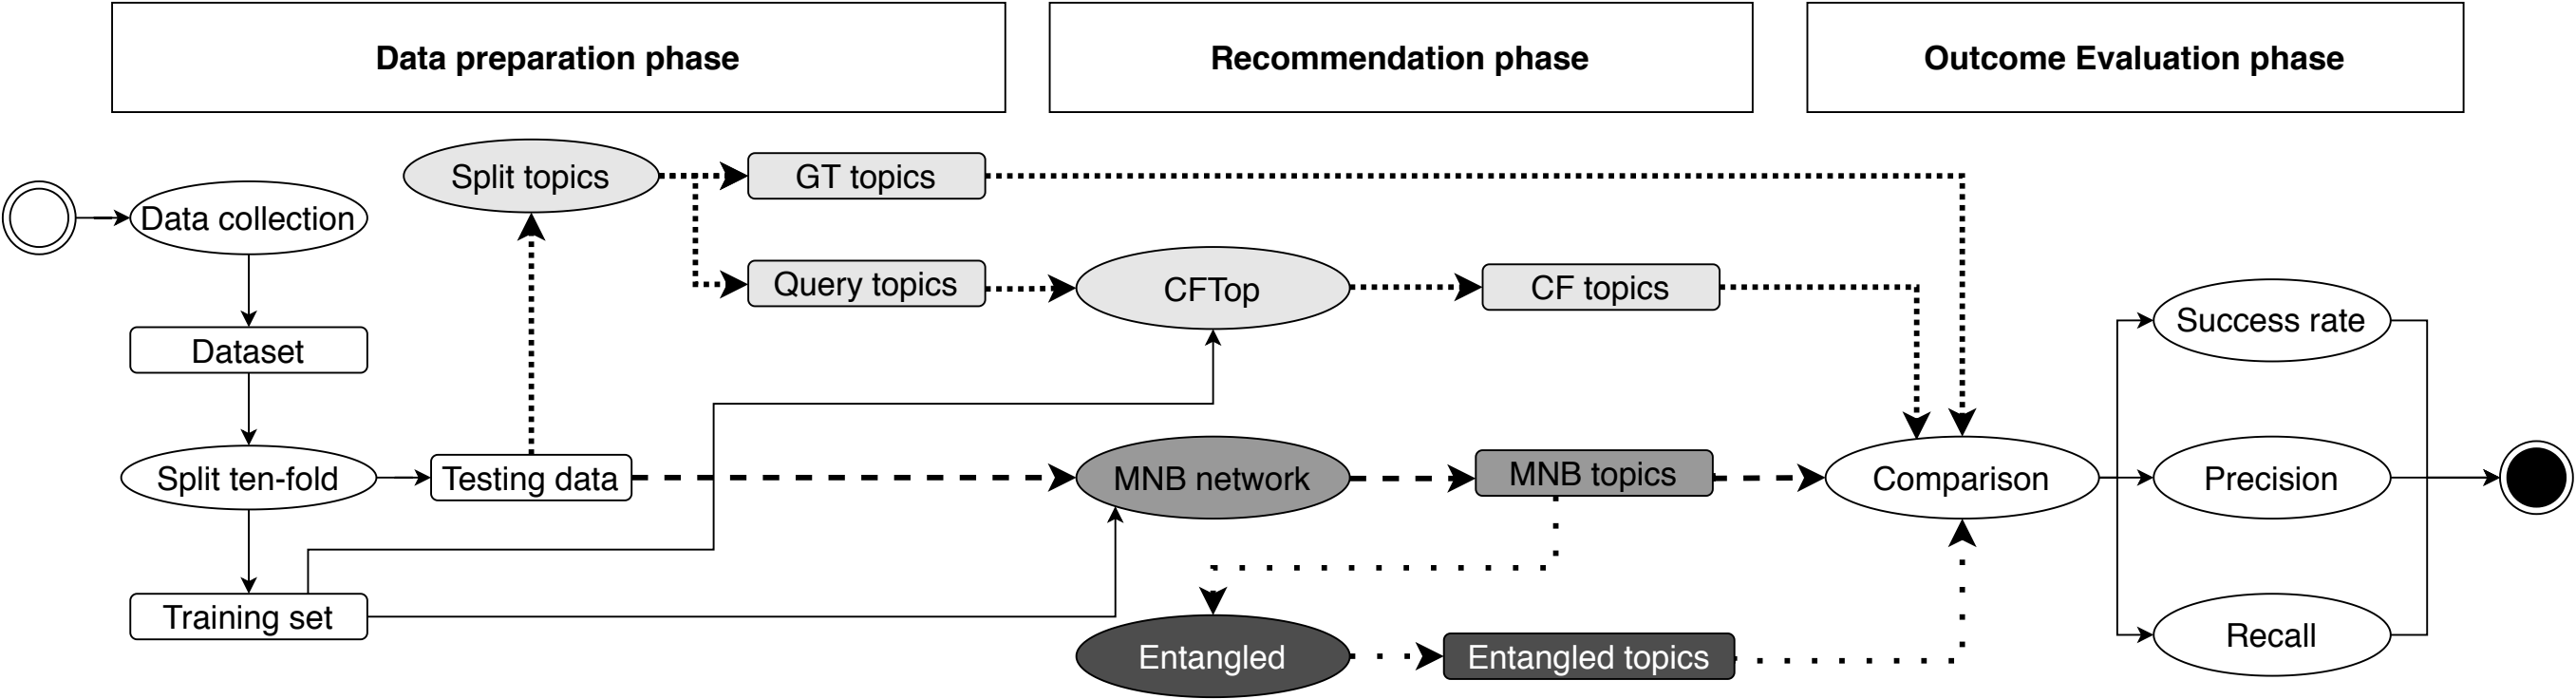 Data preparation phase
Recommendation phase
Outcome Evaluation phase
Split topics
GT topics
Data collection
Query topics
CFTop
CF topics
Success rate
Dataset
Split ten-fold
Testing data
MNB network
MNB topics
Comparison
Precision
Training set
Recall
Entangled
Entangled topics